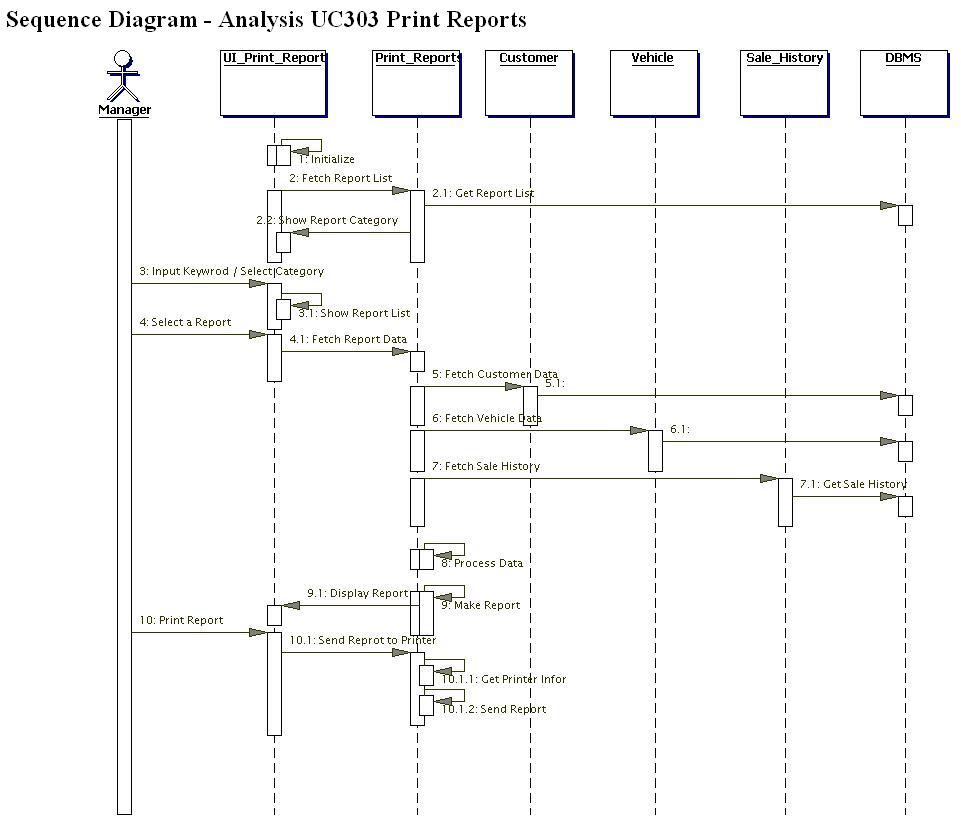 Sequence Diagram - Analysis UC303 Print Reports
Manager
UI_Print_Report
Print_Reports
Customer
Vehicle
Sale_History
DBMS
1: Initialize
2: Fetch Report List
2.1: Get Report List
2.2: Show Report Category
3: Input Keywrod / Select Category
3.1: Show Report List
4: Select a Report
4.1: Fetch Report Data
5: Fetch Customer Data
5.1:
6: Fetch Vehicle Data
6.1:
7: Fetch Sale History
7.1: Get Sale History
8: Process Data
9.1: Display Report
9: Make Report
10: Print Report
10.1: Send Reprot to Printer
10.1.1: Get Printer Infor
10.1.2: Send Report